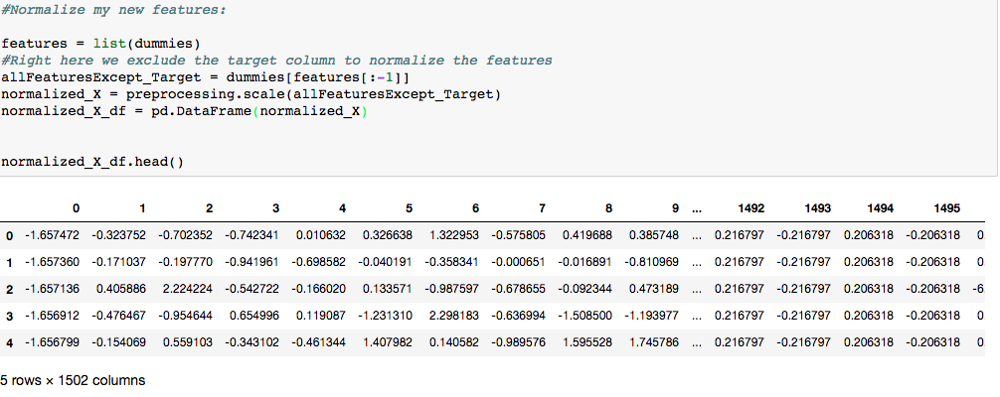 #Normalize my new features:
features = list(dummies)
#Right here we exclude the target column to normalize the features
allFeaturesExcept_Target = dummies[features[:-1]]
normalized_X = preprocessing.scale(allFeaturesExcept_Target)
normalized_X_df = pd.DataFrame(normalized_X)
normalized_X_df.head()
0 1 2 3 4 5 6 7 8 9 ... 1492 1493 1494 1495
0 -1.657472 -0.323752 -0.702352 -0.742341 0.010632 0.326638 1.322953 -0.575805 0.419688 0.385748 ... 0.216797 -0.216797 0.206318 -0.206318 0
1 -1.657360 -0.171037 -0.197770 -0.941961 -0.698582 -0.040191 -0.358341 -0.000651 -0.016891 -0.810969 ... 0.216797 -0.216797 0.206318 -0.206318 0
2 -1.657136 0.405886 2.224224 -0.542722 -0.166020 0.133571 -0.987597 -0.678655 -0.092344 0.473189 ... 0.216797 -0.216797 0.206318 -0.206318 -6
3 -1.656912 -0.476467 -0.954644 0.654996 0.119087 -1.231310 2.298183 -0.636994 -1.508500 -1.193977 ... 0.216797 -0.216797 0.206318 -0.206318 0
4 -1.656799 -0.154069 0.559103 -0.343102 -0.461344 1.407982 0.140582 -0.989576 1.595528 1.745786 ... 0.216797 -0.216797 0.206318 -0.206318 0
5 rows × 1502 columns